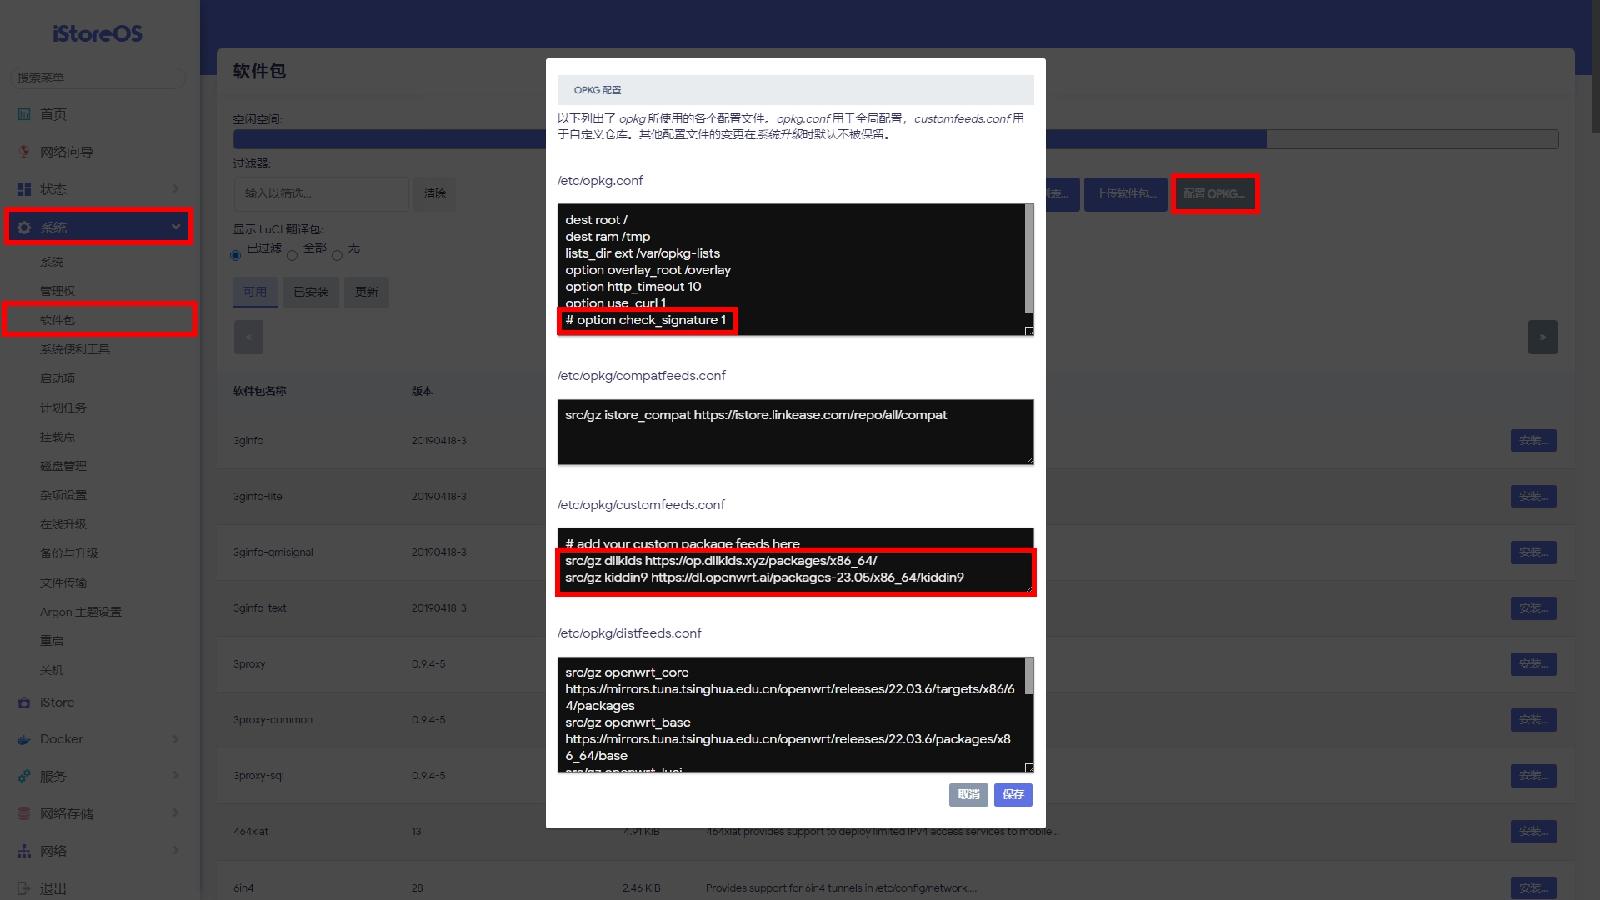 iStoreOS
搜索菜单
首页
网络向导
状态
系统
系统
管理权
软件包
系统便利工具
启动项
计划任务
挂载点
磁盘管理
杂项设置
在线升级
备份与升级
文件传输
Argon 主题设置
重启
关机
iStore
Docker
服务
网络存储
网络
退出
软件包
空闲空间:
过滤器:
输入以筛选...
清除
上传软件包...
配置 OPKG...
显示 LuCI 翻译包:
已过滤
全部
无
可用
已安装
更新
«
»
软件包名称 版本
3ginfo 20190418-3 安装...
3ginfo-lite 20190418-3 安装...
3ginfo-qmisignal 20190418-3 安装...
3ginfo-text 20190418-3 安装...
3proxy 0.9.4-5 安装...
3proxy-common 0.9.4-5 安装...
3proxy-sql 0.9.4-5 安装...
464xlat 13 4.91 KiB 464xlat provides support to deploy limited IPv4 access services to mobile ... 安装...
6in4 28 2.46 KiB Provides support for 6in4 tunnels in /etc/config/network.... 安装...
OPKG 配置
以下列出了 opkg 所使用的各个配置文件。opkg.conf 用于全局配置，customfeeds.conf 用
于自定义仓库。其他配置文件的变更在系统升级时默认不被保留。
/etc/opkg.conf
dest root /
dest ram /tmp
lists_dir ext /var/opkg-lists
option overlay_root /overlay
option http_timeout 10
option use_curl 1
# option check_signature 1
/etc/opkg/compatfeeds.conf
src/gz istore_compat https://istore.linkease.com/repo/all/compat
/etc/opkg/customfeeds.conf
# add your custom package feeds here
src/gz dllkids https://op.dllkids.xyz/packages/x86_64/
src/gz kiddin9 https://dl.openwrt.ai/packages-23.05/x86_64/kiddin9
/etc/opkg/distfeeds.conf
src/gz openwrt_core
https://mirrors.tuna.tsinghua.edu.cn/openwrt/releases/22.03.6/targets/x86/6
4/packages
src/gz openwrt_base
https://mirrors.tuna.tsinghua.edu.cn/openwrt/releases/22.03.6/packages/x8
6_64/base
src/gz openwrt_luci
取消
保存